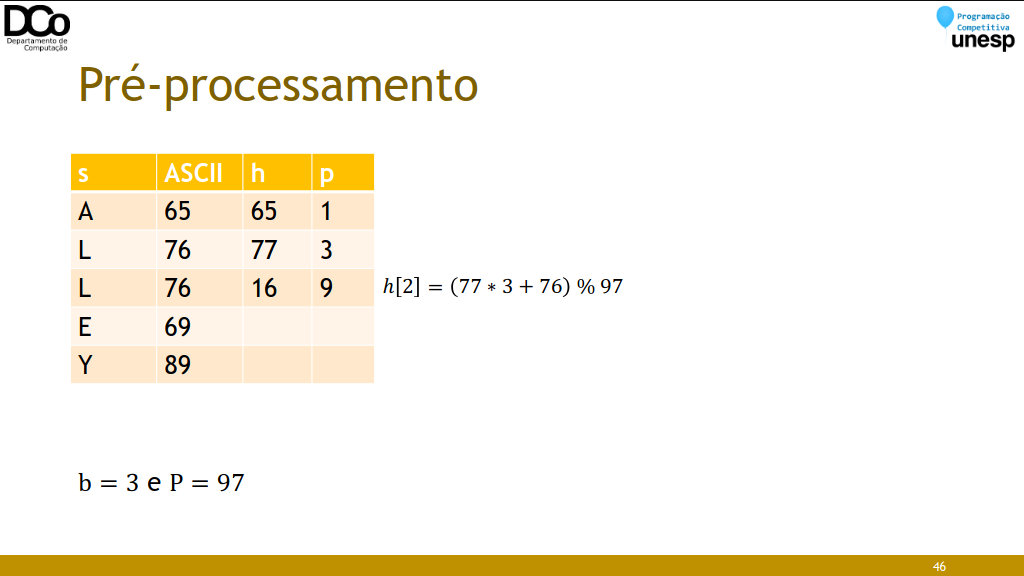 DCo
Departamento de
Computação
Programação
Competitiva
unesp
Pré-processamento
s ASCII h p
A 65 65 1
L 76 77 3
L 76 16 9
h[2] = (77 ∗ 3 + 76) % 97
E 69
Y 89
b = 3 e P = 97
46